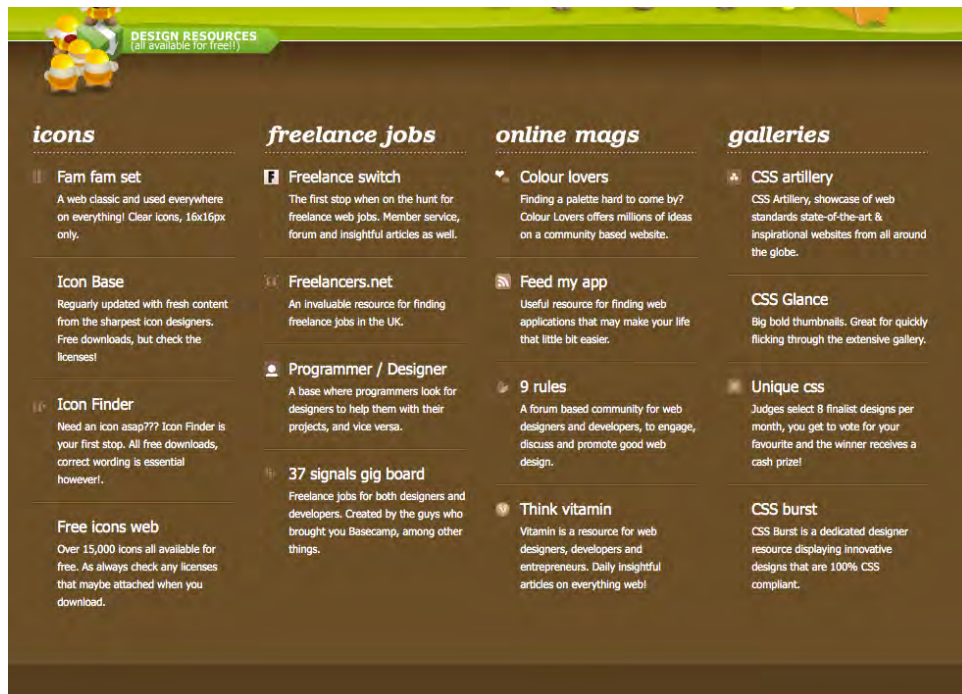 DESIGN RESOURCES
(all available for free!!)
icons
Fam fam set
A web classic and used everywhere
on everything! Clear icons, 16x16px
only.
Icon Base
Reguarly updated with fresh content
from the sharpest icon designers.
Free downloads, but check the
licenses!
Icon Finder
Need an icon asap??? Icon Finder is
your first stop. All free downloads,
correct wording is essential
however!.
Free icons web
Over 15,000 icons all available for
free. As always check any licenses
that maybe attached when you
download.
freelance jobs
Freelance switch
The first stop when on the hunt for
freelance web jobs. Member service,
forum and insightful articles as well.
Freelancers.net
An invaluable resource for finding
freelance jobs in the UK.
Programmer / Designer
A base where programmers look for
designers to help them with their
projects, and vice versa.
37 signals gig board
Freelance jobs for both designers and
developers. Created by the guys who
brought you Basecamp, among other
things.
online mags
Colour lovers
Finding a palette hard to come by?
Colour Lovers offers millions of ideas
on a community based website.
Feed my app
Useful resource for finding web
applications that may make your life
that little bit easier.
9 rules
A forum based community for web
designers and developers, to engage,
discuss and promote good web
design.
Think vitamin
Vitamin is a resource for web
designers, developers and
entrepreneurs. Daily insightful
articles on everything web!
galleries
CSS artillery
CSS Artillery, showcase of web
standards state-of-the-art &
inspirational websites from all around
the globe.
CSS Glance
Big bold thumbnails. Great for quickly
flicking through the extensive gallery.
Unique css
Judges select 8 finalist designs per
month, you get to vote for your
favourite and the winner receives a
cash prize!
CSS burst
CSS Burst is a dedicated designer
resource displaying innovative
designs that are 100% CSS
compliant.